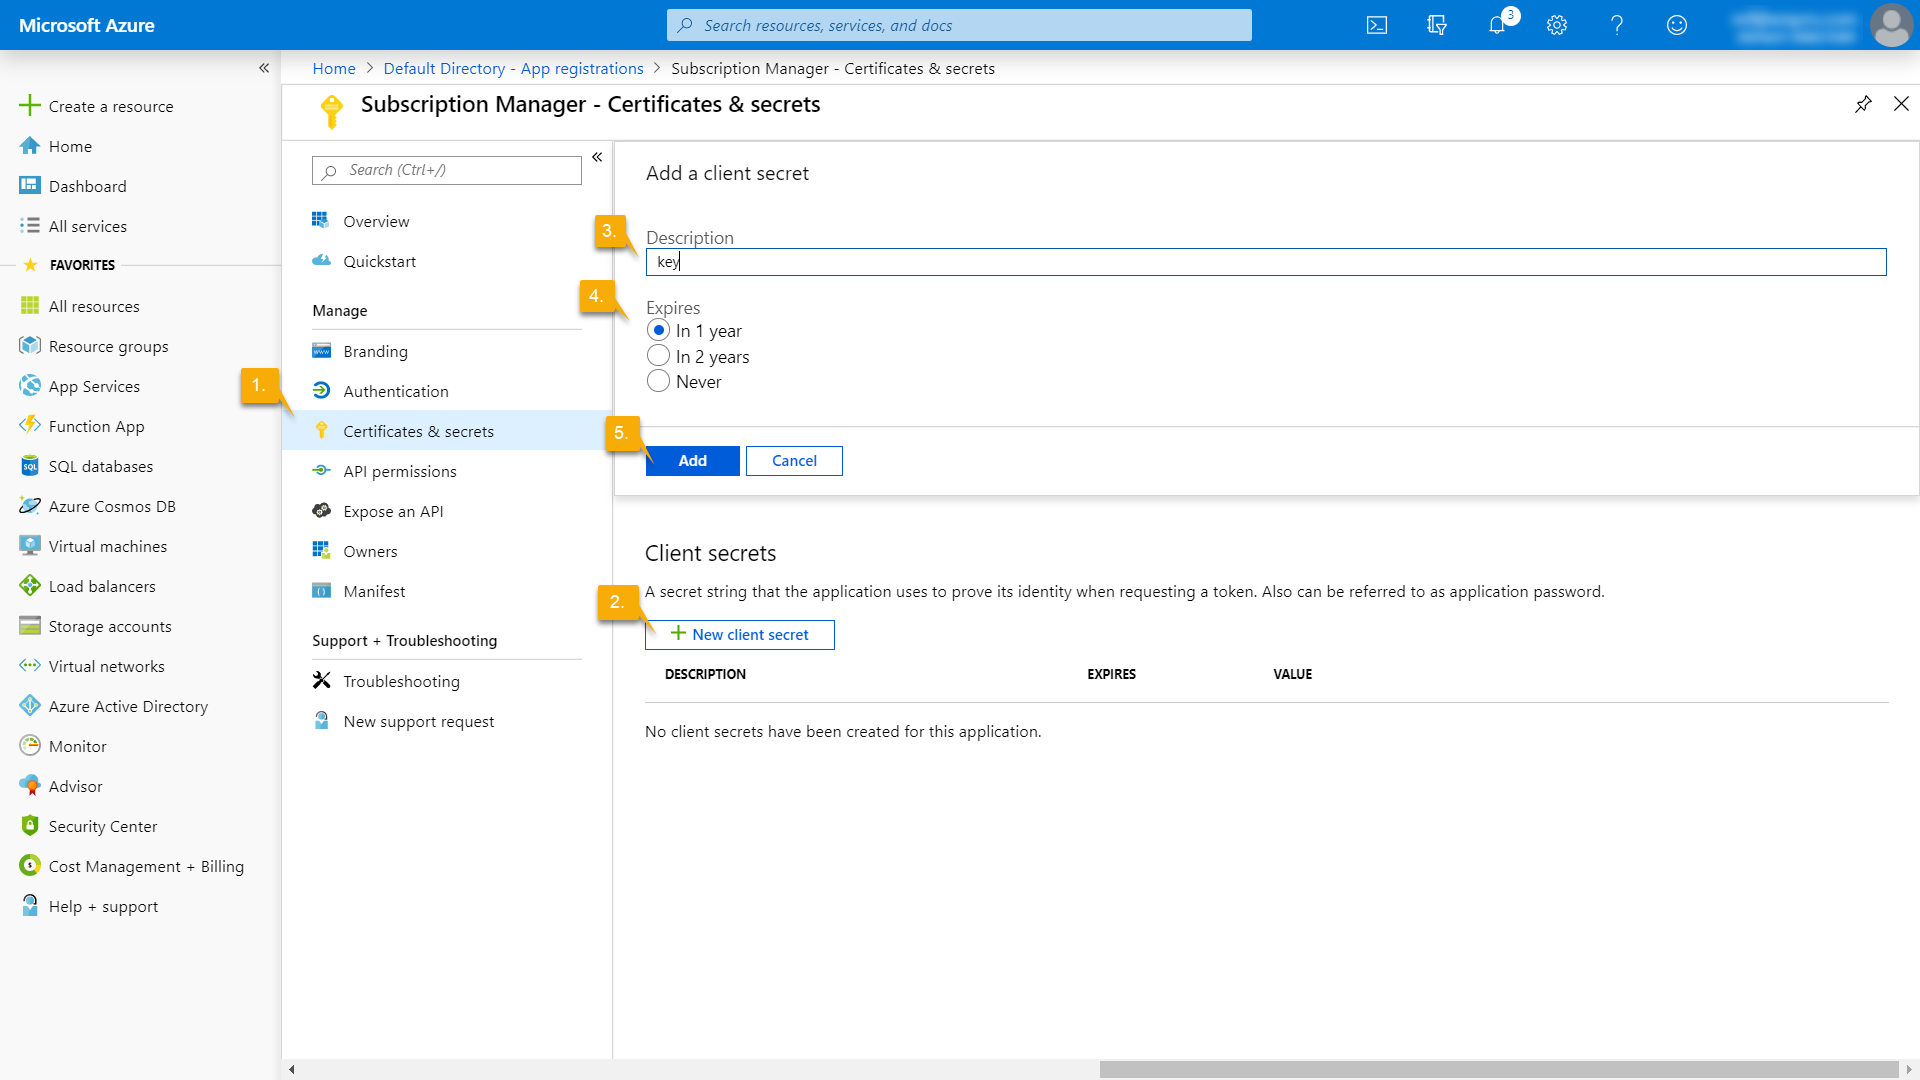 Microsoft Azure
Search resources, services, and docs
3
Home > Default Directory - App registrations > Subscription Manager - Certificates & secrets
Subscription Manager - Certificates & secrets
Create a resource
Home
Dashboard
All services
FAVORITES
All resources
Resource groups
App Services
Function App
SQL databases
Azure Cosmos DB
Virtual machines
Load balancers
Storage accounts
Virtual networks
Azure Active Directory
Monitor
Advisor
Security Center
Cost Management + Billing
Help + support
Search (Ctrl+/)
Overview
Quickstart
Manage
Branding
Authentication
1.
Certificates & secrets
API permissions
Expose an API
Owners
Manifest
Support + Troubleshooting
Troubleshooting
New support request
Add a client secret
3.
Description
key
4.
Expires
In 1 year
In 2 years
Never
5.
Add
Cancel
Client secrets
A secret string that the application uses to prove its identity when requesting a token. Also can be referred to as application password.
2.
New client secret
DESCRIPTION EXPIRES VALUE
No client secrets have been created for this application.